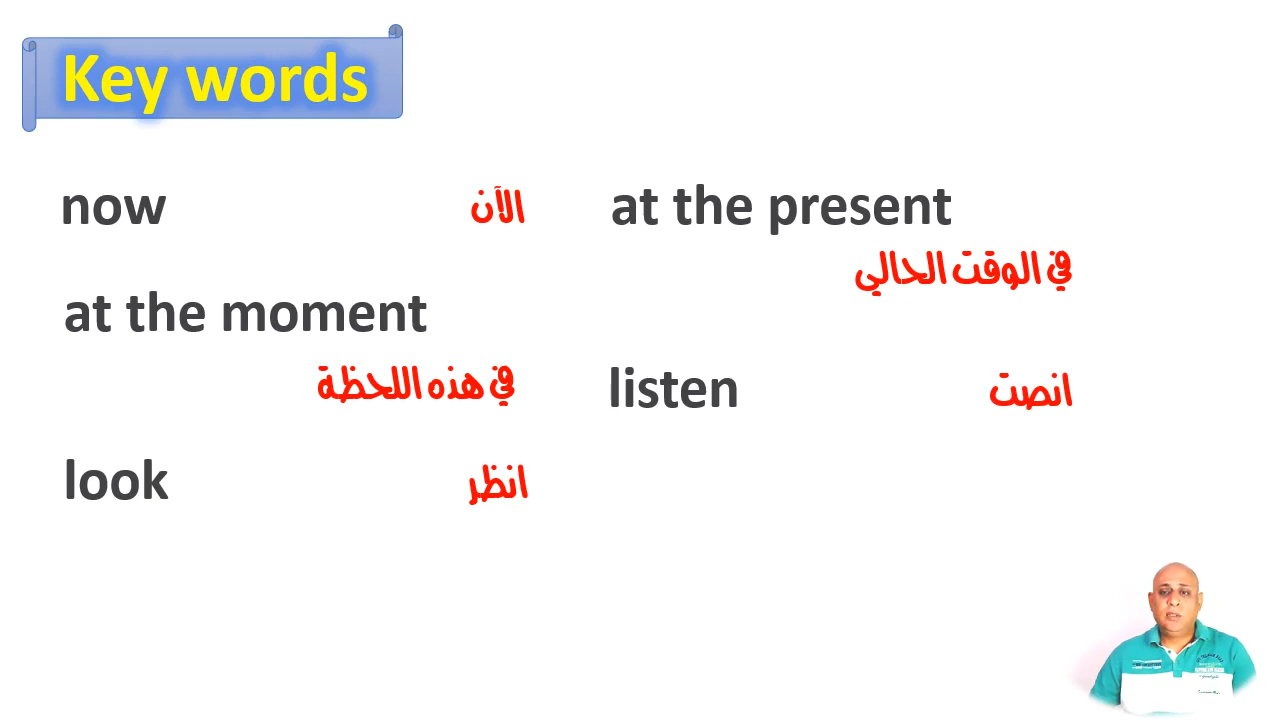 Key words
now الآن
at the moment
في هذه اللحظة
look انظر
at the present
في الوقت الحالي
listen انصت